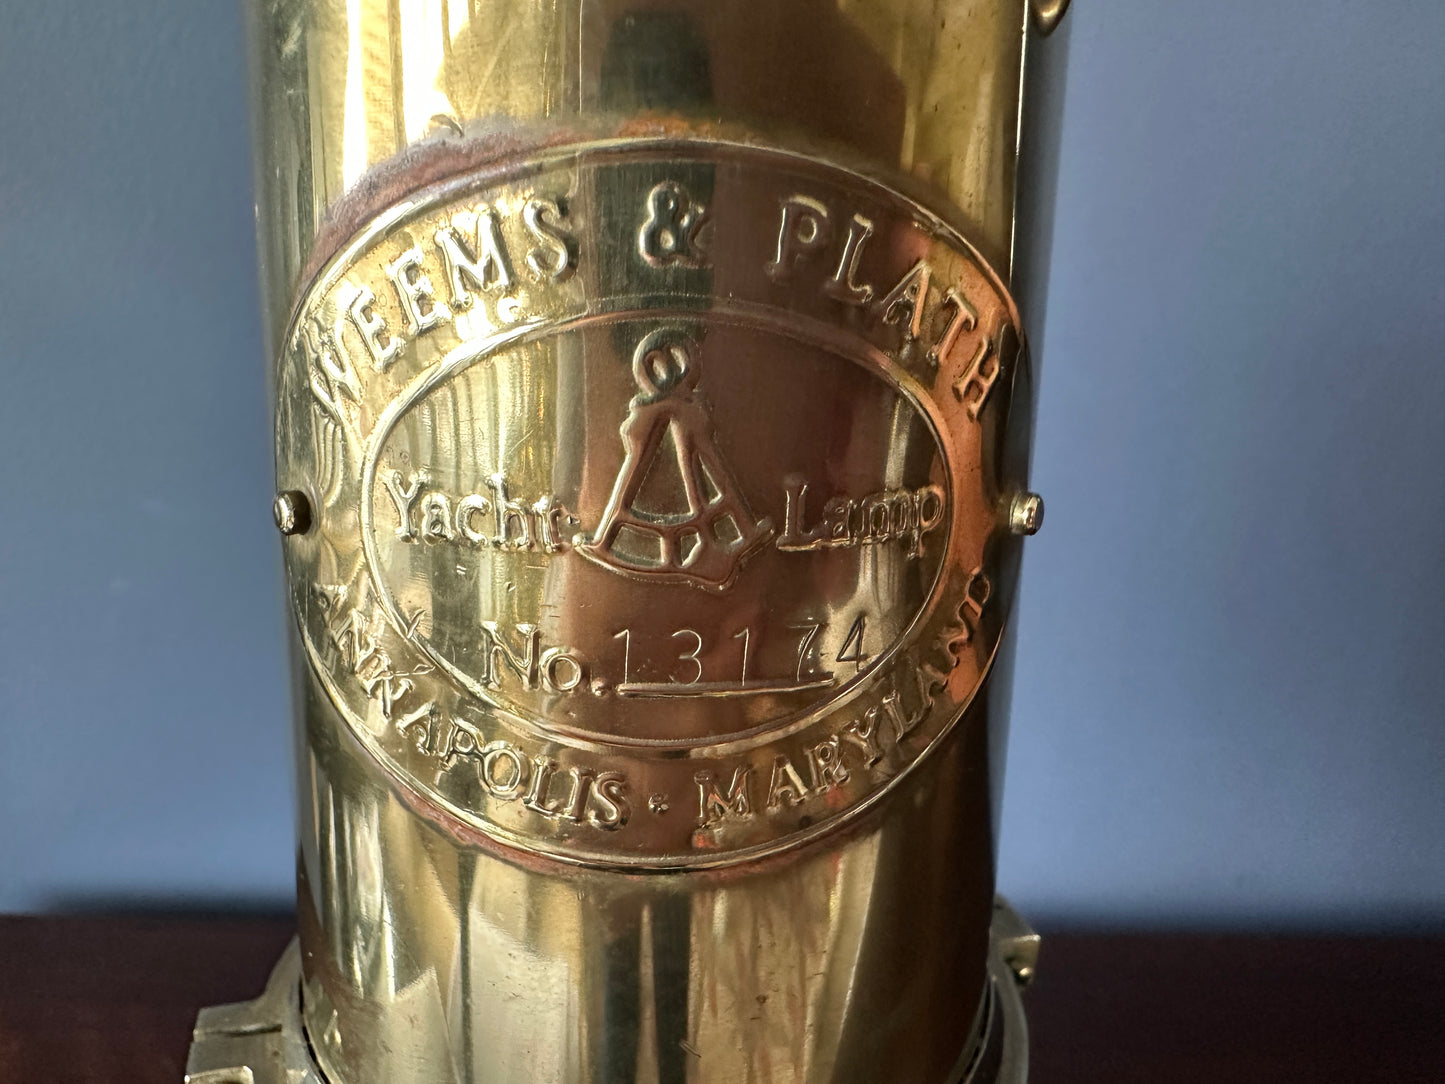 WEEMS & PLATH
Yacht Lamp
No. 13174
ANNAPOLIS · MARYLAND